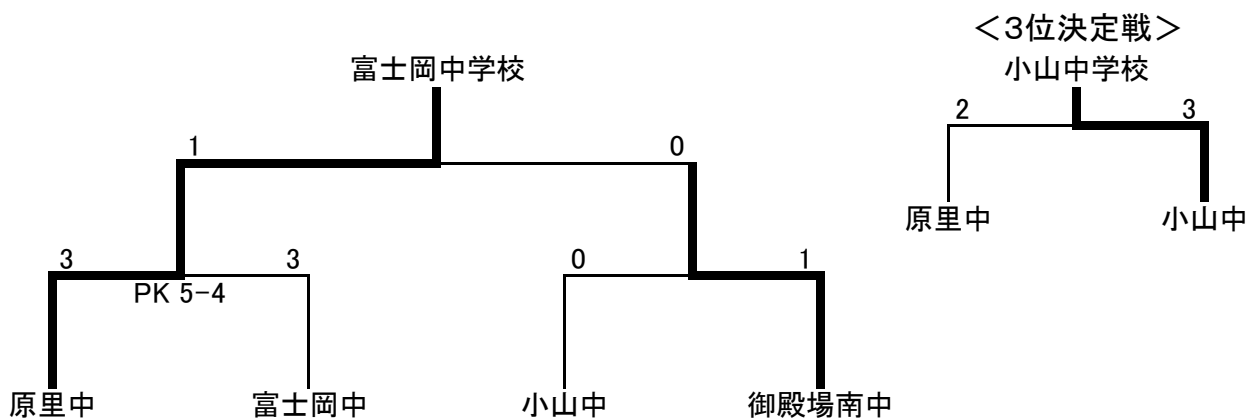 ＜3位決定戦＞
富士岡中学校
小山中学校
2
3
1
0
原里中
小山中
3
3
0
1
PK 5-4
原里中
富士岡中
小山中
御殿場南中